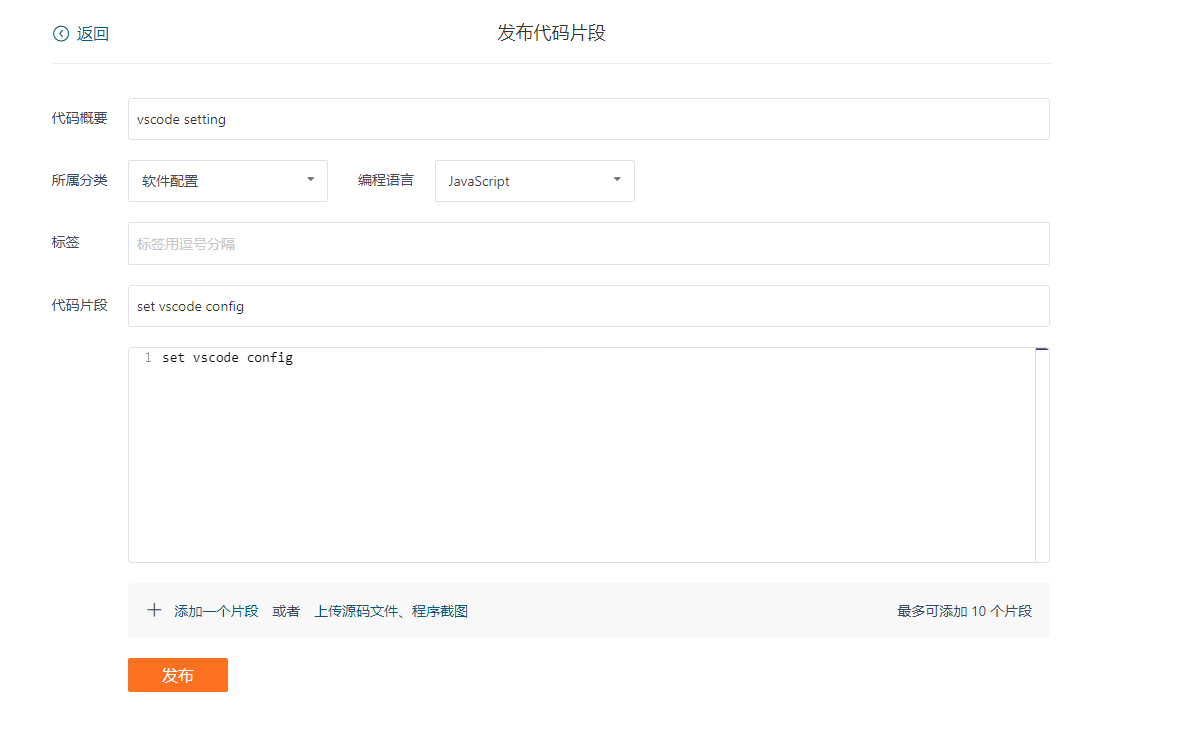 返回
发布代码片段
代码概要 vscode setting
所属分类 软件配置 编程语言 JavaScript
标签 标签用逗号分隔
代码片段 set vscode config
1 set vscode config
添加一个片段 或者 上传源码文件、程序截图 最多可添加 10 个片段
发布